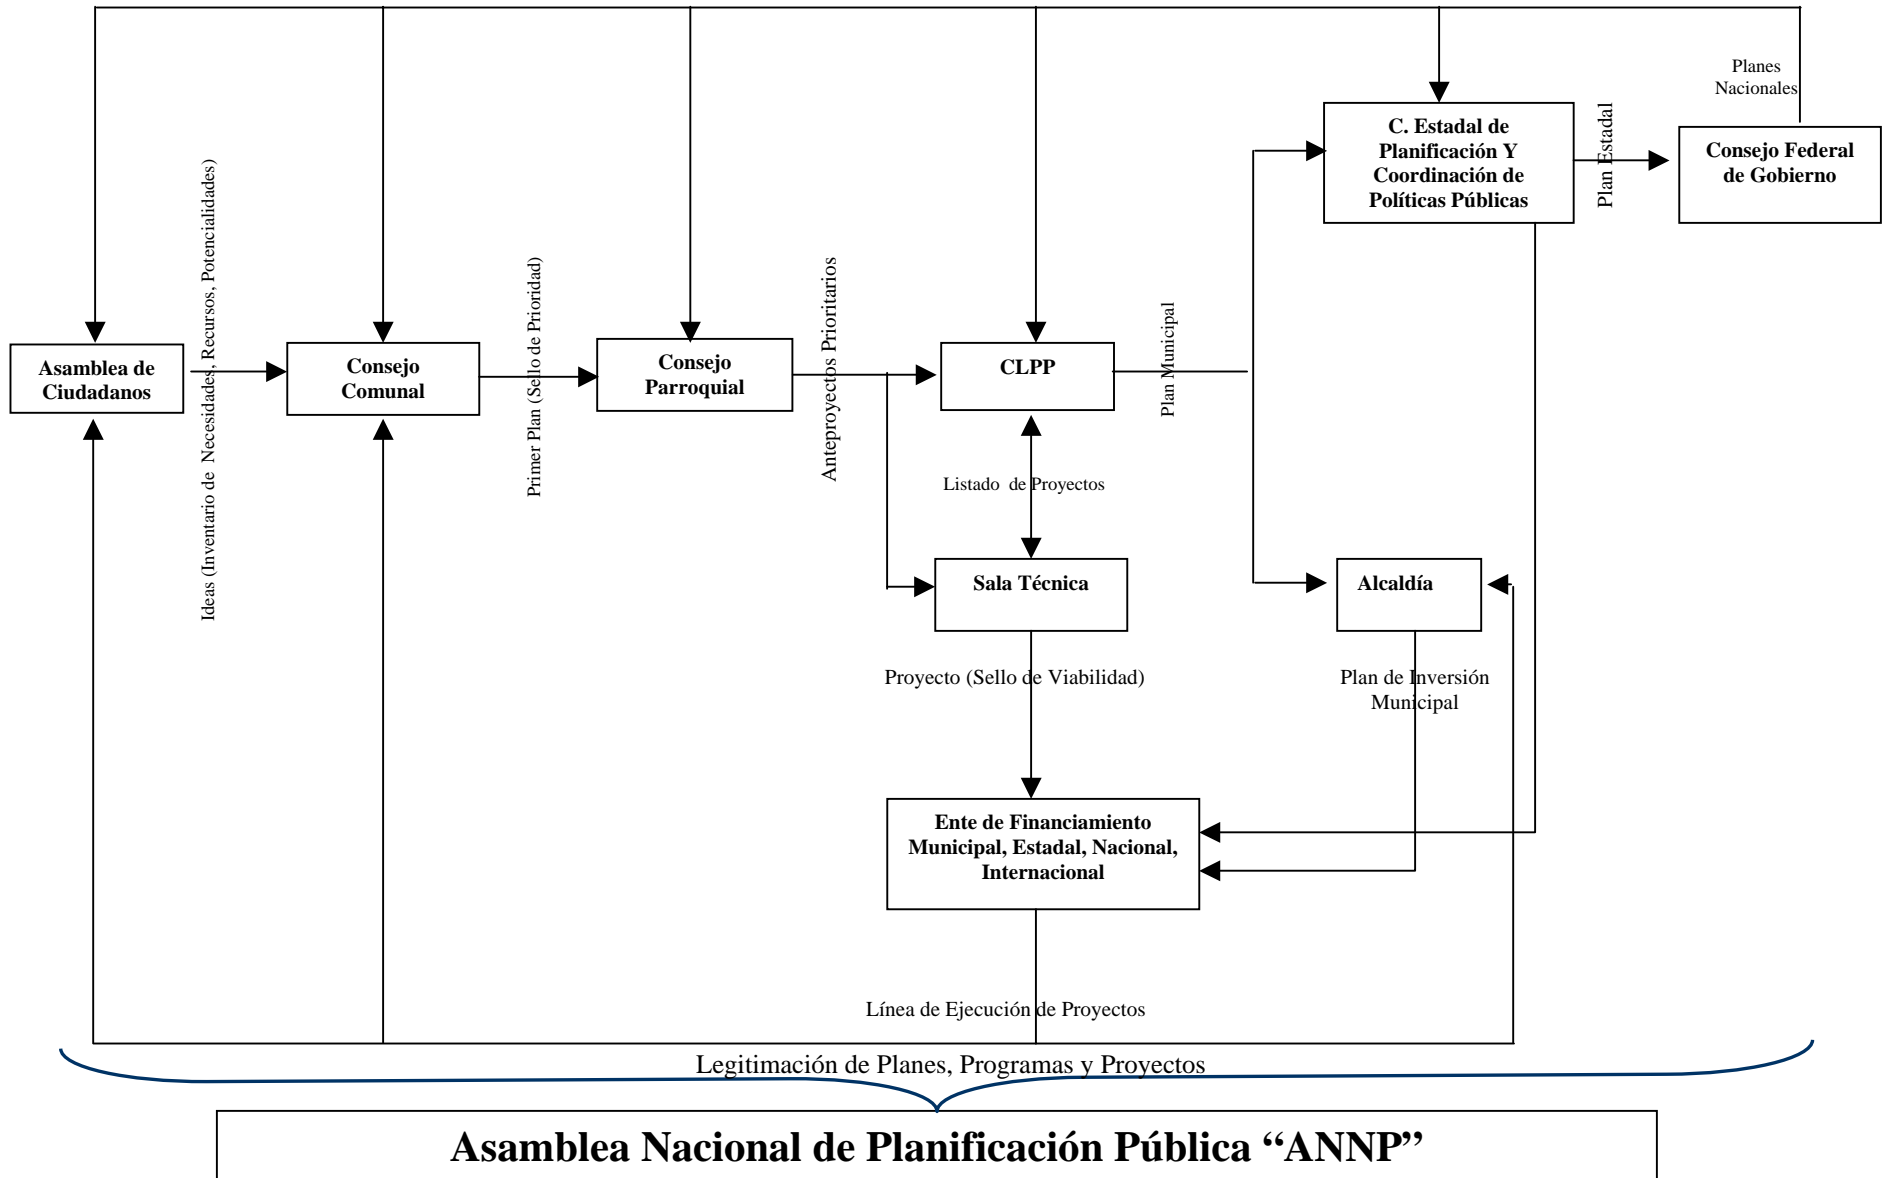 Planes
Nacionales
C. Estadal de
Planificación Y
Coordinación de
Políticas Públicas
Plan Estadal
Consejo Federal
de Gobierno
Asamblea de
Ciudadanos
Ideas (Inventario de Necesidades, Recursos, Potencialidades)
Consejo
Comunal
Primer Plan (Sello de Prioridad)
Consejo
Parroquial
Anteproyectos Prioritarios
CLPP
Plan Municipal
Listado de Proyectos
Sala Técnica
Alcaldía
Proyecto (Sello de Viabilidad)
Plan de Inversión
Municipal
Ente de Financiamiento
Municipal, Estadal, Nacional,
Internacional
Línea de Ejecución de Proyectos
Legitimación de Planes, Programas y Proyectos
Asamblea Nacional de Planificación Pública “ANNP”